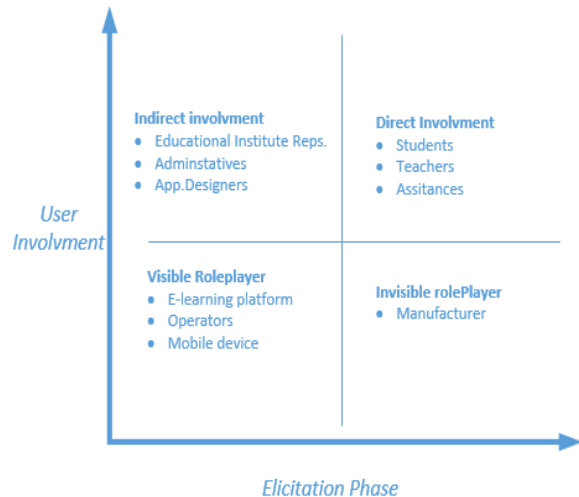 Indirect involvment
• Educational Institute Reps.
• Adminstatives
• App.Designers
Direct Involvment
• Students
• Teachers
• Assitances
User
Involvment
Visible Roleplayer
• E-learning platform
• Operators
• Mobile device
Invisible rolePlayer
• Manufacturer
Elicitation Phase